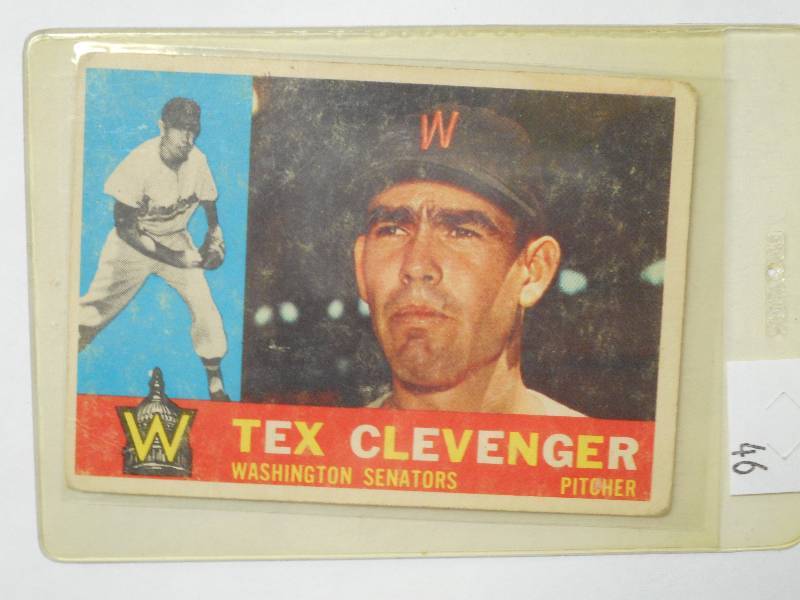 W
W
TEX CLEVENGER
WASHINGTON SENATORS PITCHER
46